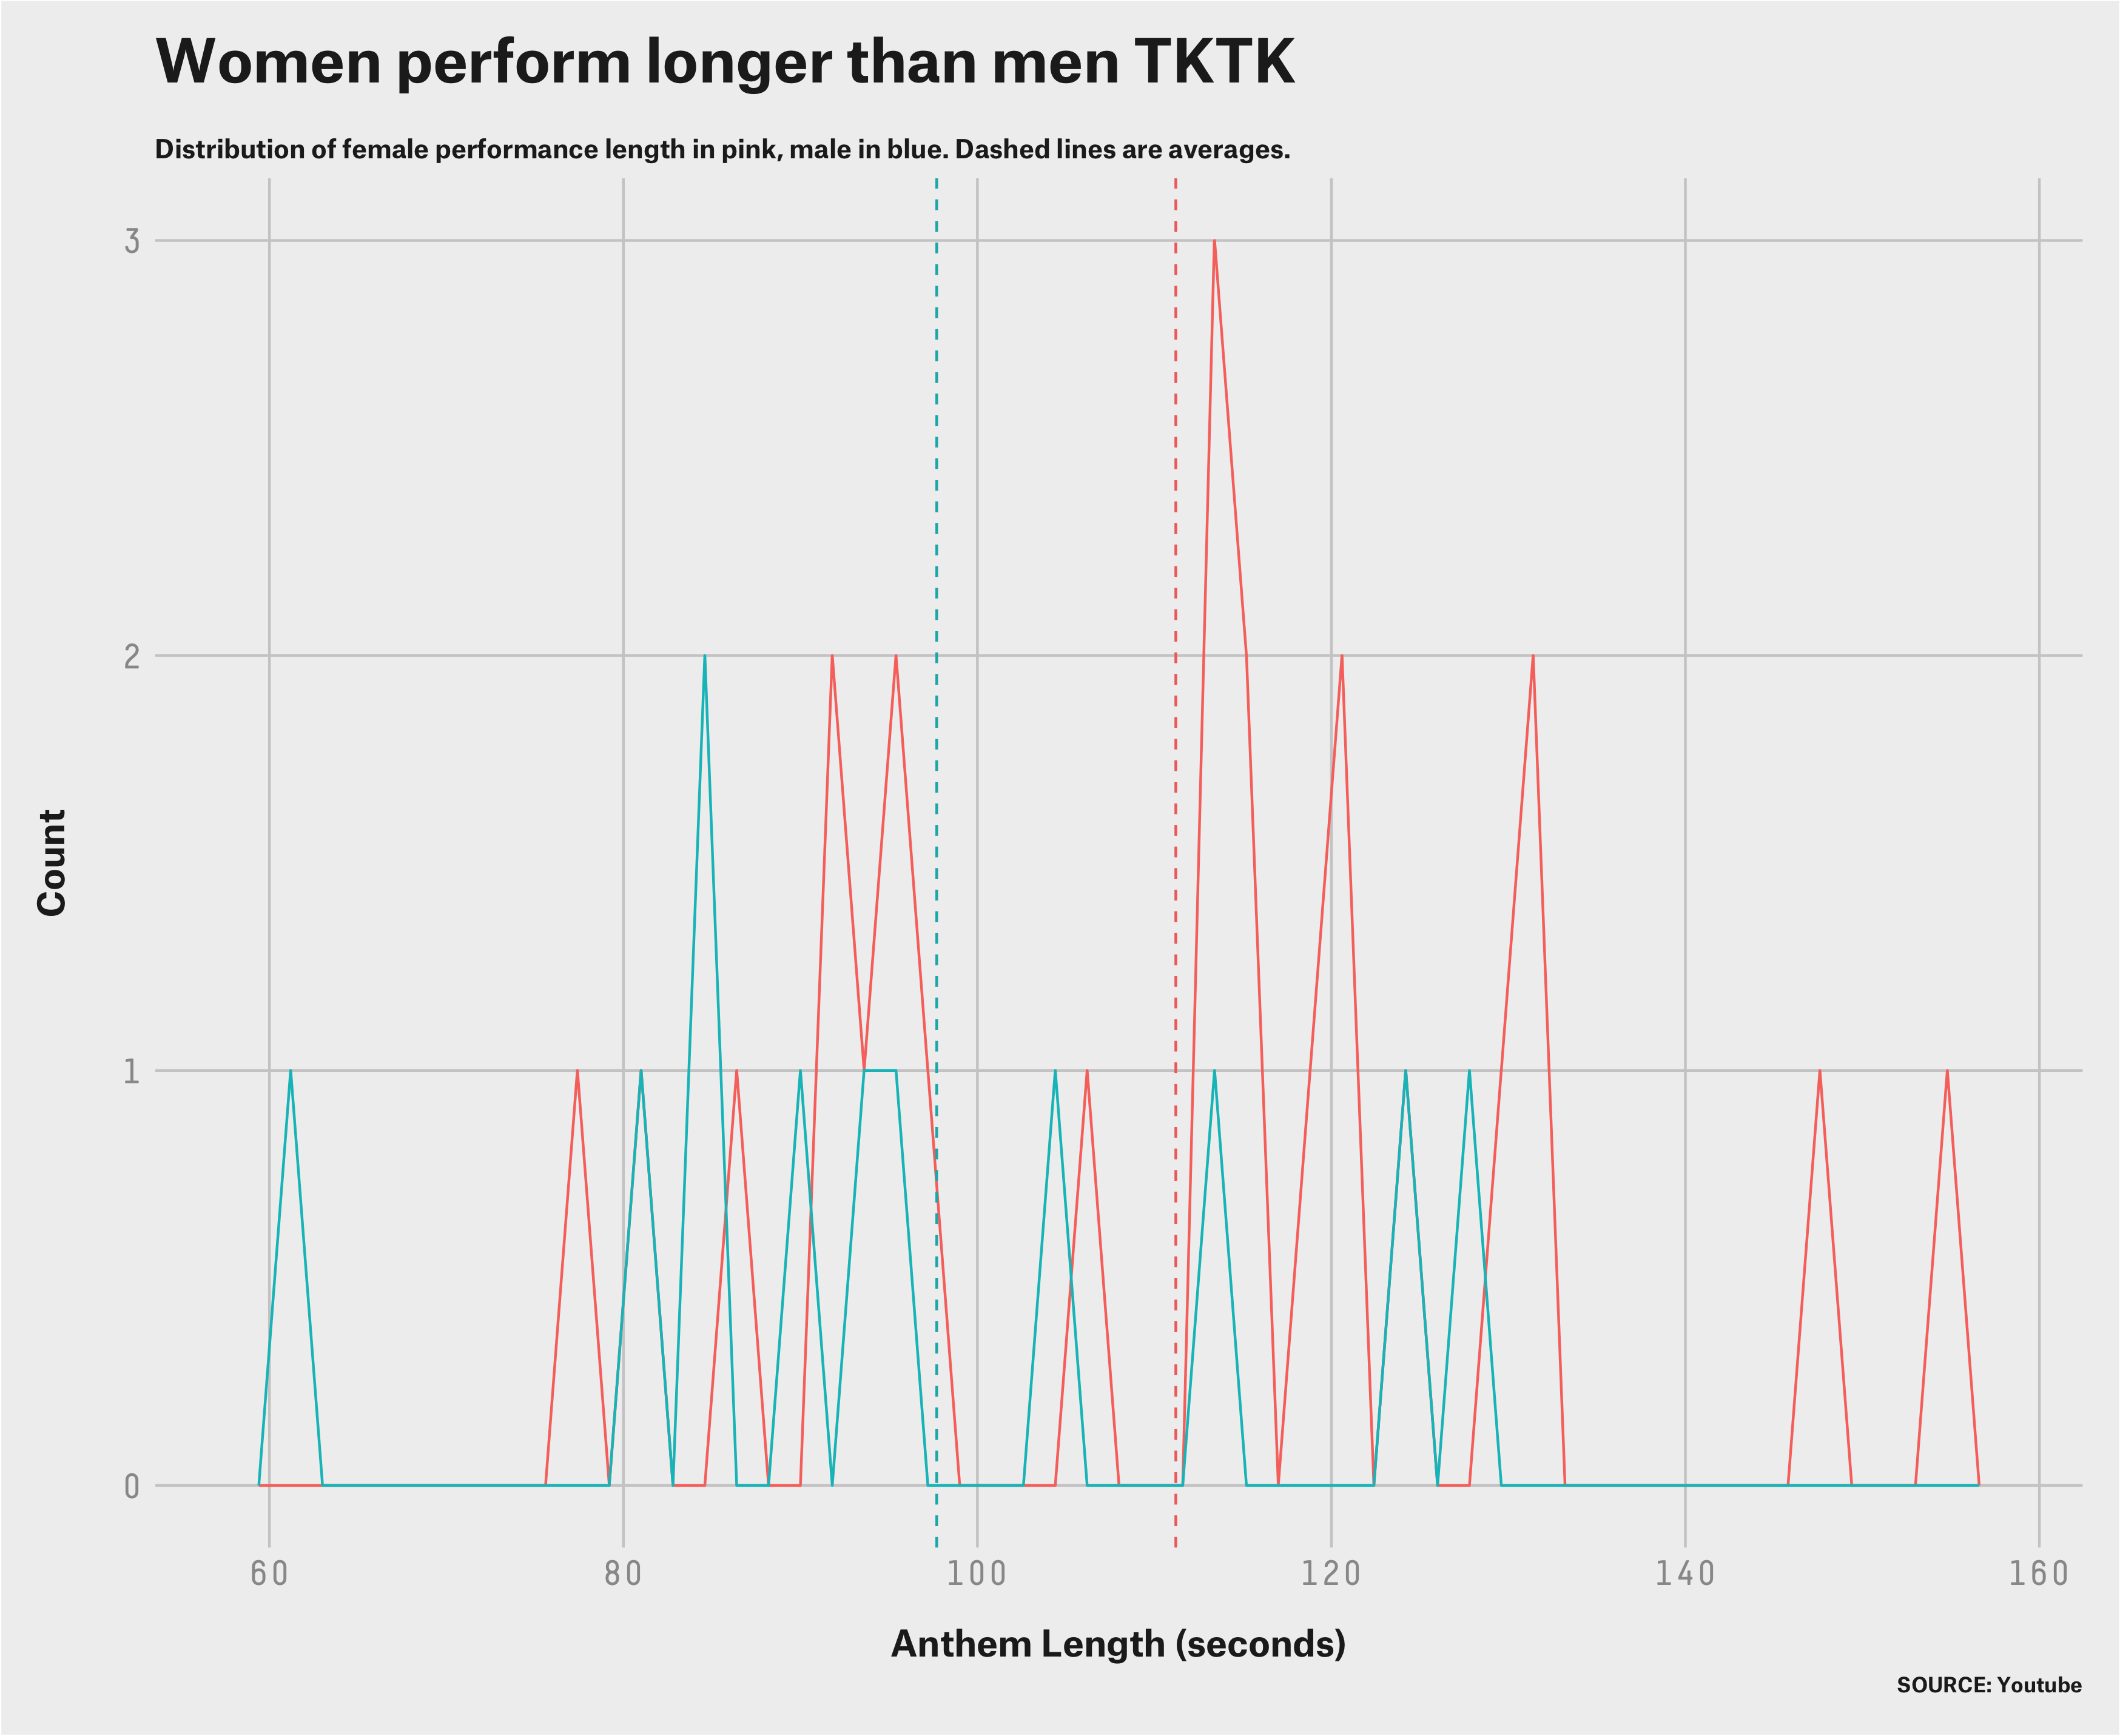 Women perform longer than men TKTK
Distribution of female performance length in pink, male in blue. Dashed lines are averages.
3
2
1
0
Count
60 80 100 120 140 160
Anthem Length (seconds)
SOURCE: Youtube